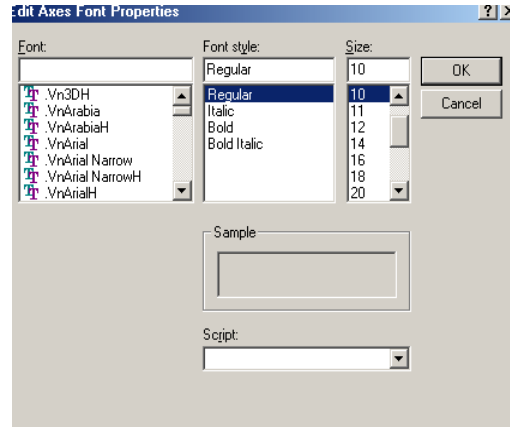 Edit Axes Font Properties
Font:
Font style:
Size:
Regular
10
OK
Cancel
.Vn3DH
.VnArabia
.VnArabiaH
.VnArial
.VnArial Narrow
.VnArial NarrowH
.VnArialH
Regular
Italic
Bold
Bold Italic
10
11
12
14
16
18
20
Sample
Script: